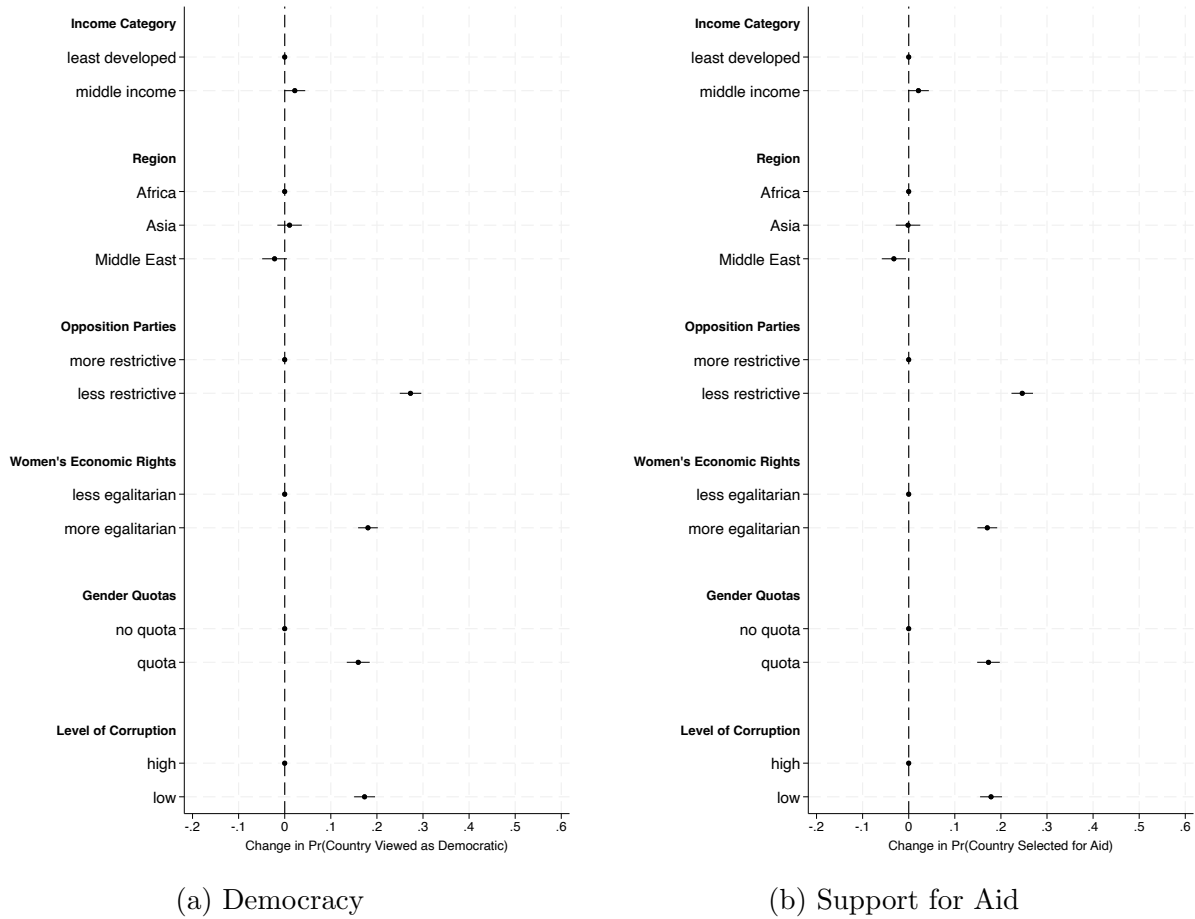 Income Category
least developed
middle income
Region
Africa
Asia
Middle East
Opposition Parties
more restrictive
less restrictive
Women's Economic Rights
less egalitarian
more egalitarian
Gender Quotas
no quota
quota
Level of Corruption
high
low
-.2 -.1 0 .1 .2 .3 .4 .5 .6
Change in Pr(Country Viewed as Democratic)
(a) Democracy
Income Category
least developed
middle income
Region
Africa
Asia
Middle East
Opposition Parties
more restrictive
less restrictive
Women's Economic Rights
less egalitarian
more egalitarian
Gender Quotas
no quota
quota
Level of Corruption
high
low
-.2 -.1 0 .1 .2 .3 .4 .5 .6
Change in Pr(Country Selected for Aid)
(b) Support for Aid